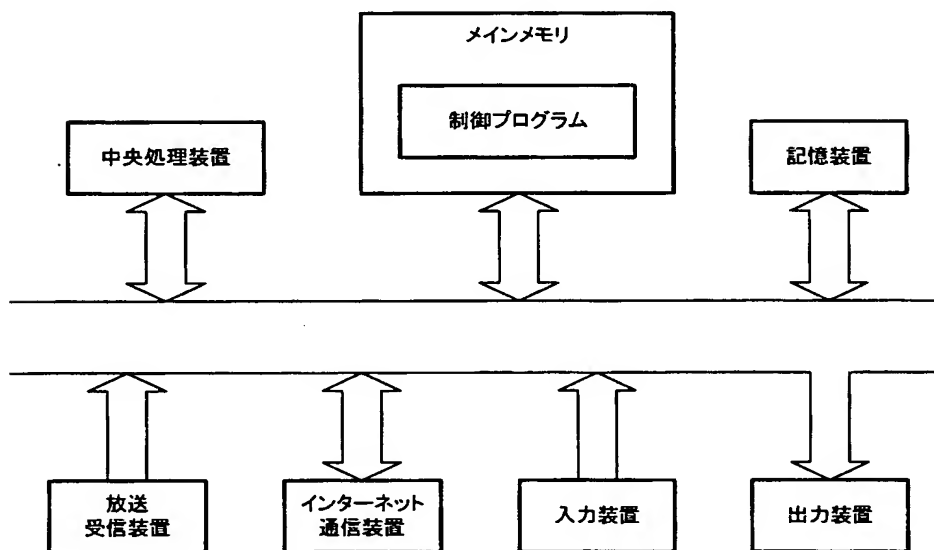 メインメモリ
制御プログラム
中央処理装置
記憶装置
放送
受信装置
インターネット
通信装置
入力装置
出力装置